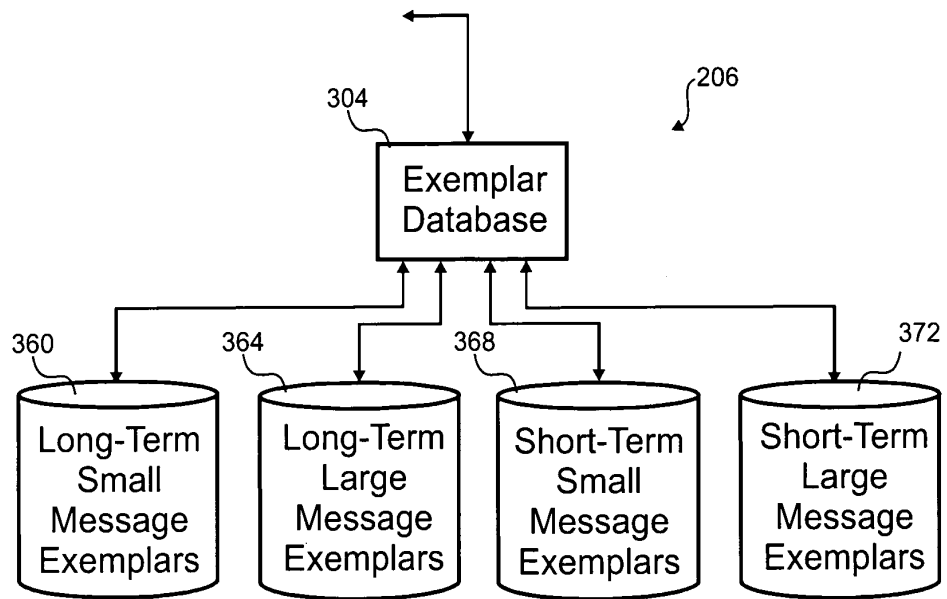 206
304
Exemplar
Database
360
364
368
372
Long-Term
Small
Message
Exemplars
Long-Term
Large
Message
Exemplars
Short-Term
Small
Message
Exemplars
Short-Term
Large
Message
Exemplars